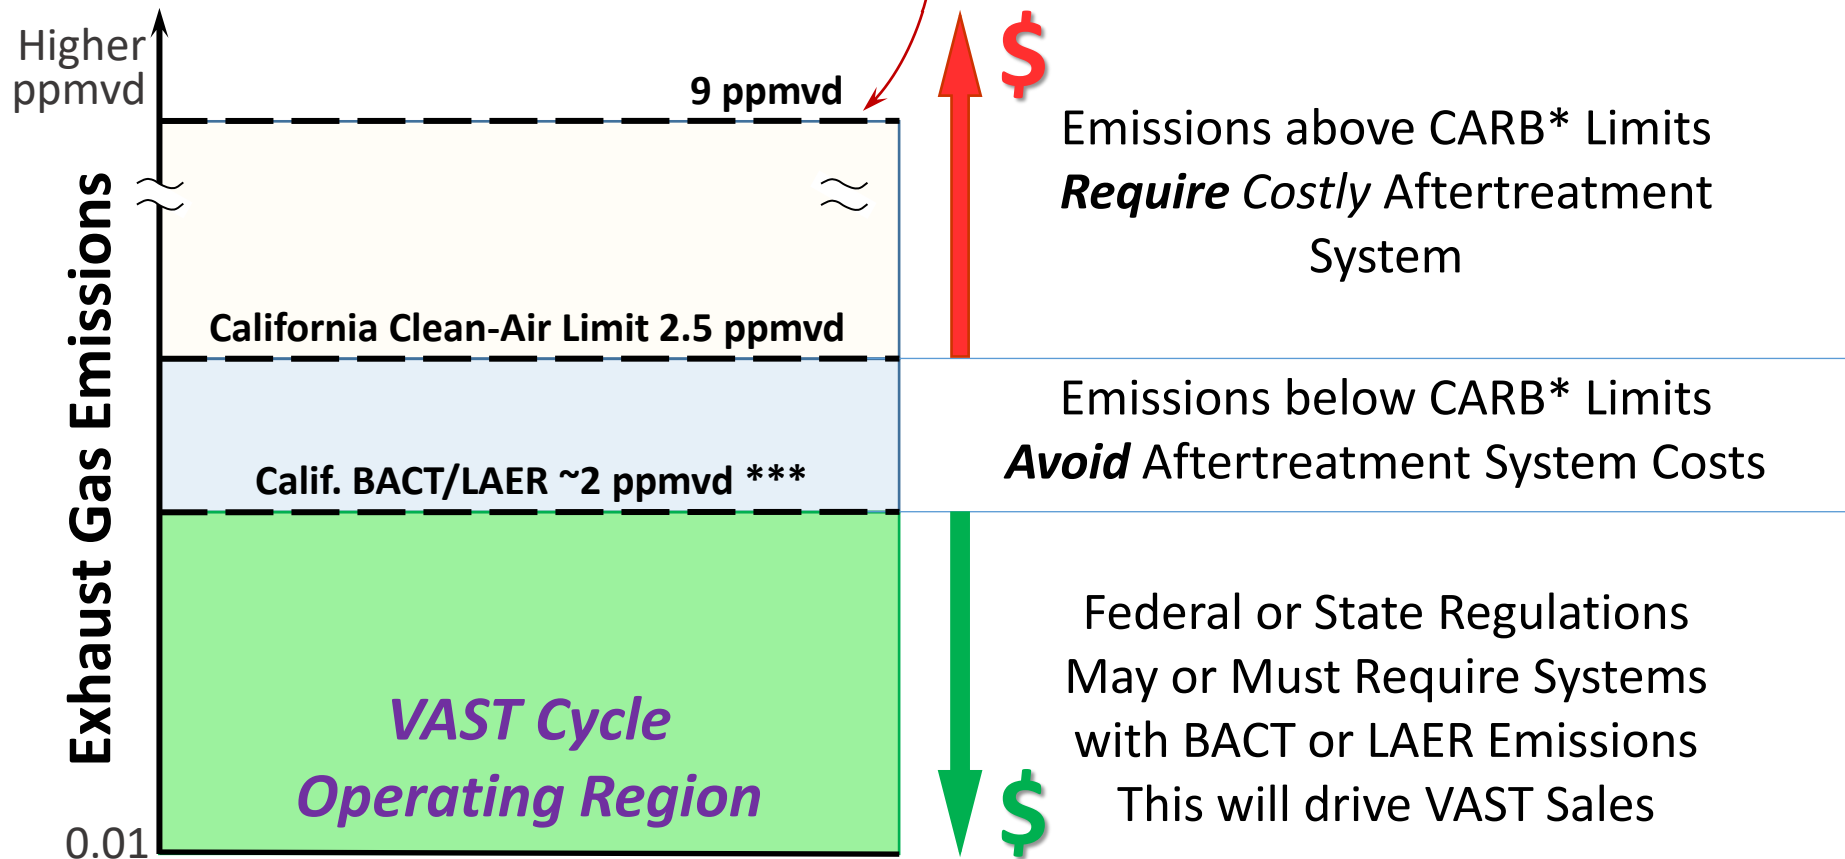 Higher
ppmvd
Exhaust Gas Emissions
0.01
9 ppmvd
California Clean-Air Limit 2.5 ppmvd
Calif. BACT/LAER ~2 ppmvd ***
VAST Cycle
Operating Region
$
Emissions above CARB* Limits
Require Costly Aftertreatment
System
Emissions below CARB* Limits
Avoid Aftertreatment System Costs
Federal or State Regulations
May or Must Require Systems
with BACT or LAER Emissions
This will drive VAST Sales
$